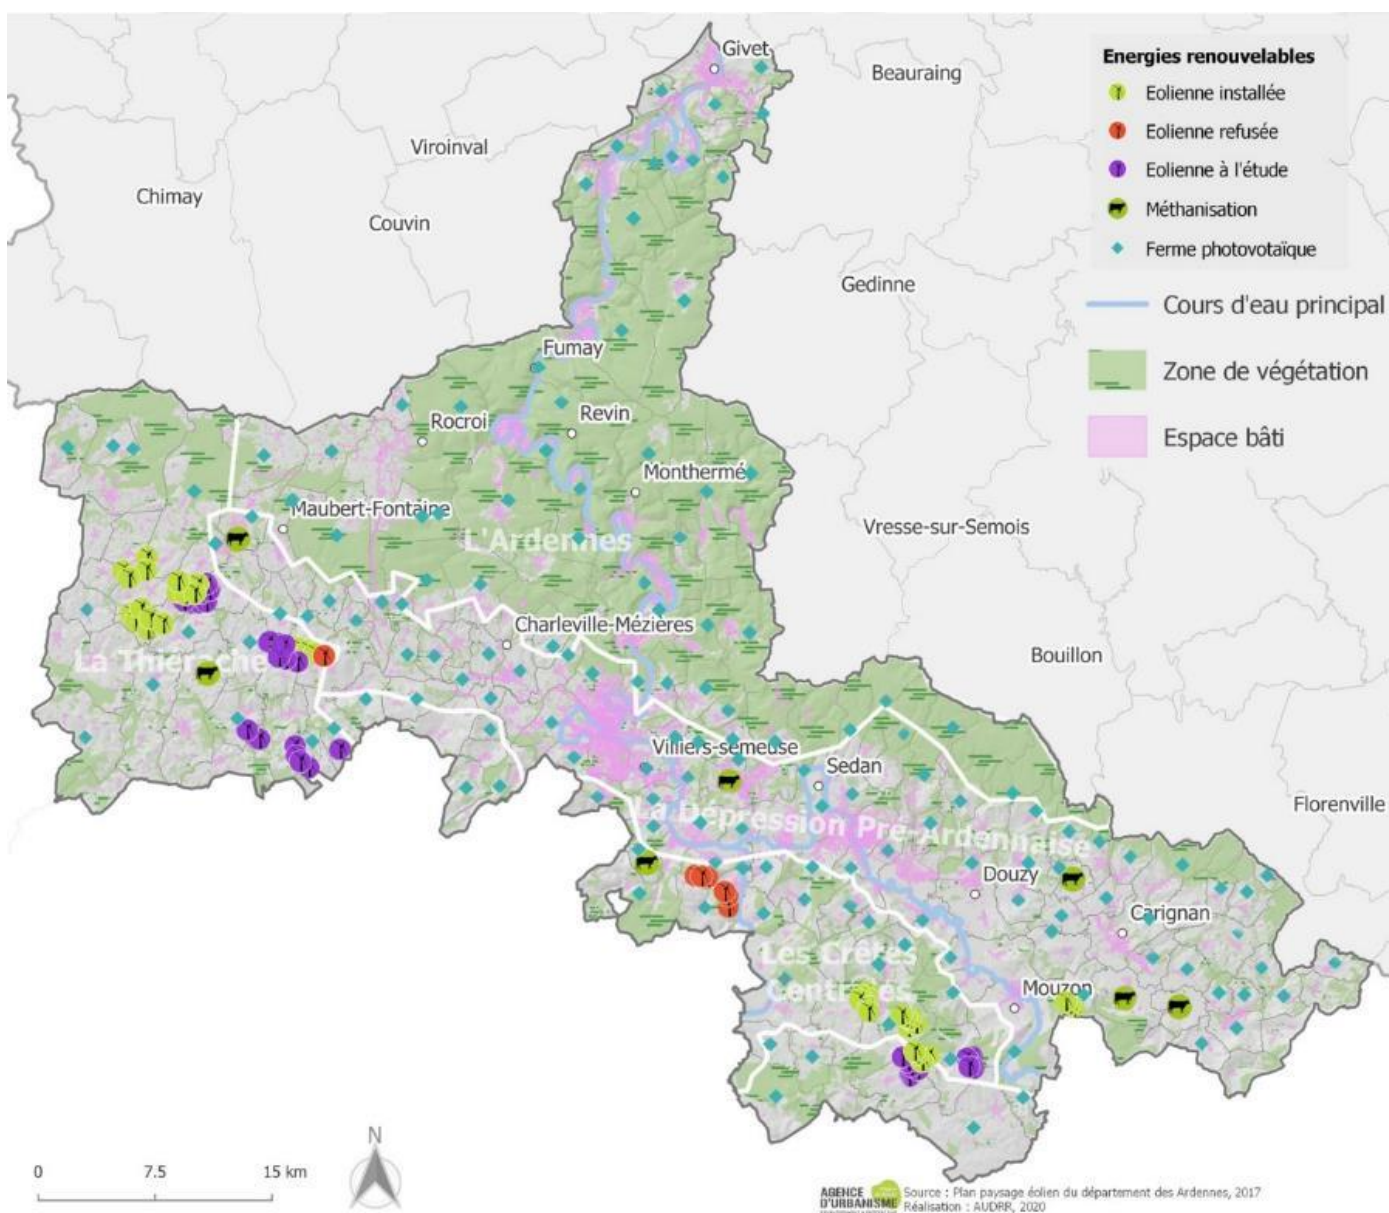 Givet
Beauraing
Viroinval
Chimay
Couvin
Gedinne
Fumay
Rocroi
Revin
Monthermé
Maubert-Fontaine
L'Ardennes
Vresse-sur-Semois
Charleville-Mézières
La Thiérache
Bouillon
Villiers-semeuse
Sedan
Florenville
La Dépression Pré-Ardennaise
Douzy
Carignan
Les Crêtes
Centrales
Mouzon
Energies renouvelables
Eolienne installée
Eolienne refusée
Eolienne à l'étude
Méthanisation
Ferme photovotaïque
Cours d'eau principal
Zone de végétation
Espace bâti
N
0 7.5 15 km
AGENCE
D'URBANISME
Source : Plan paysage éolien du département des Ardennes, 2017
Réalisation : AUDRR, 2020